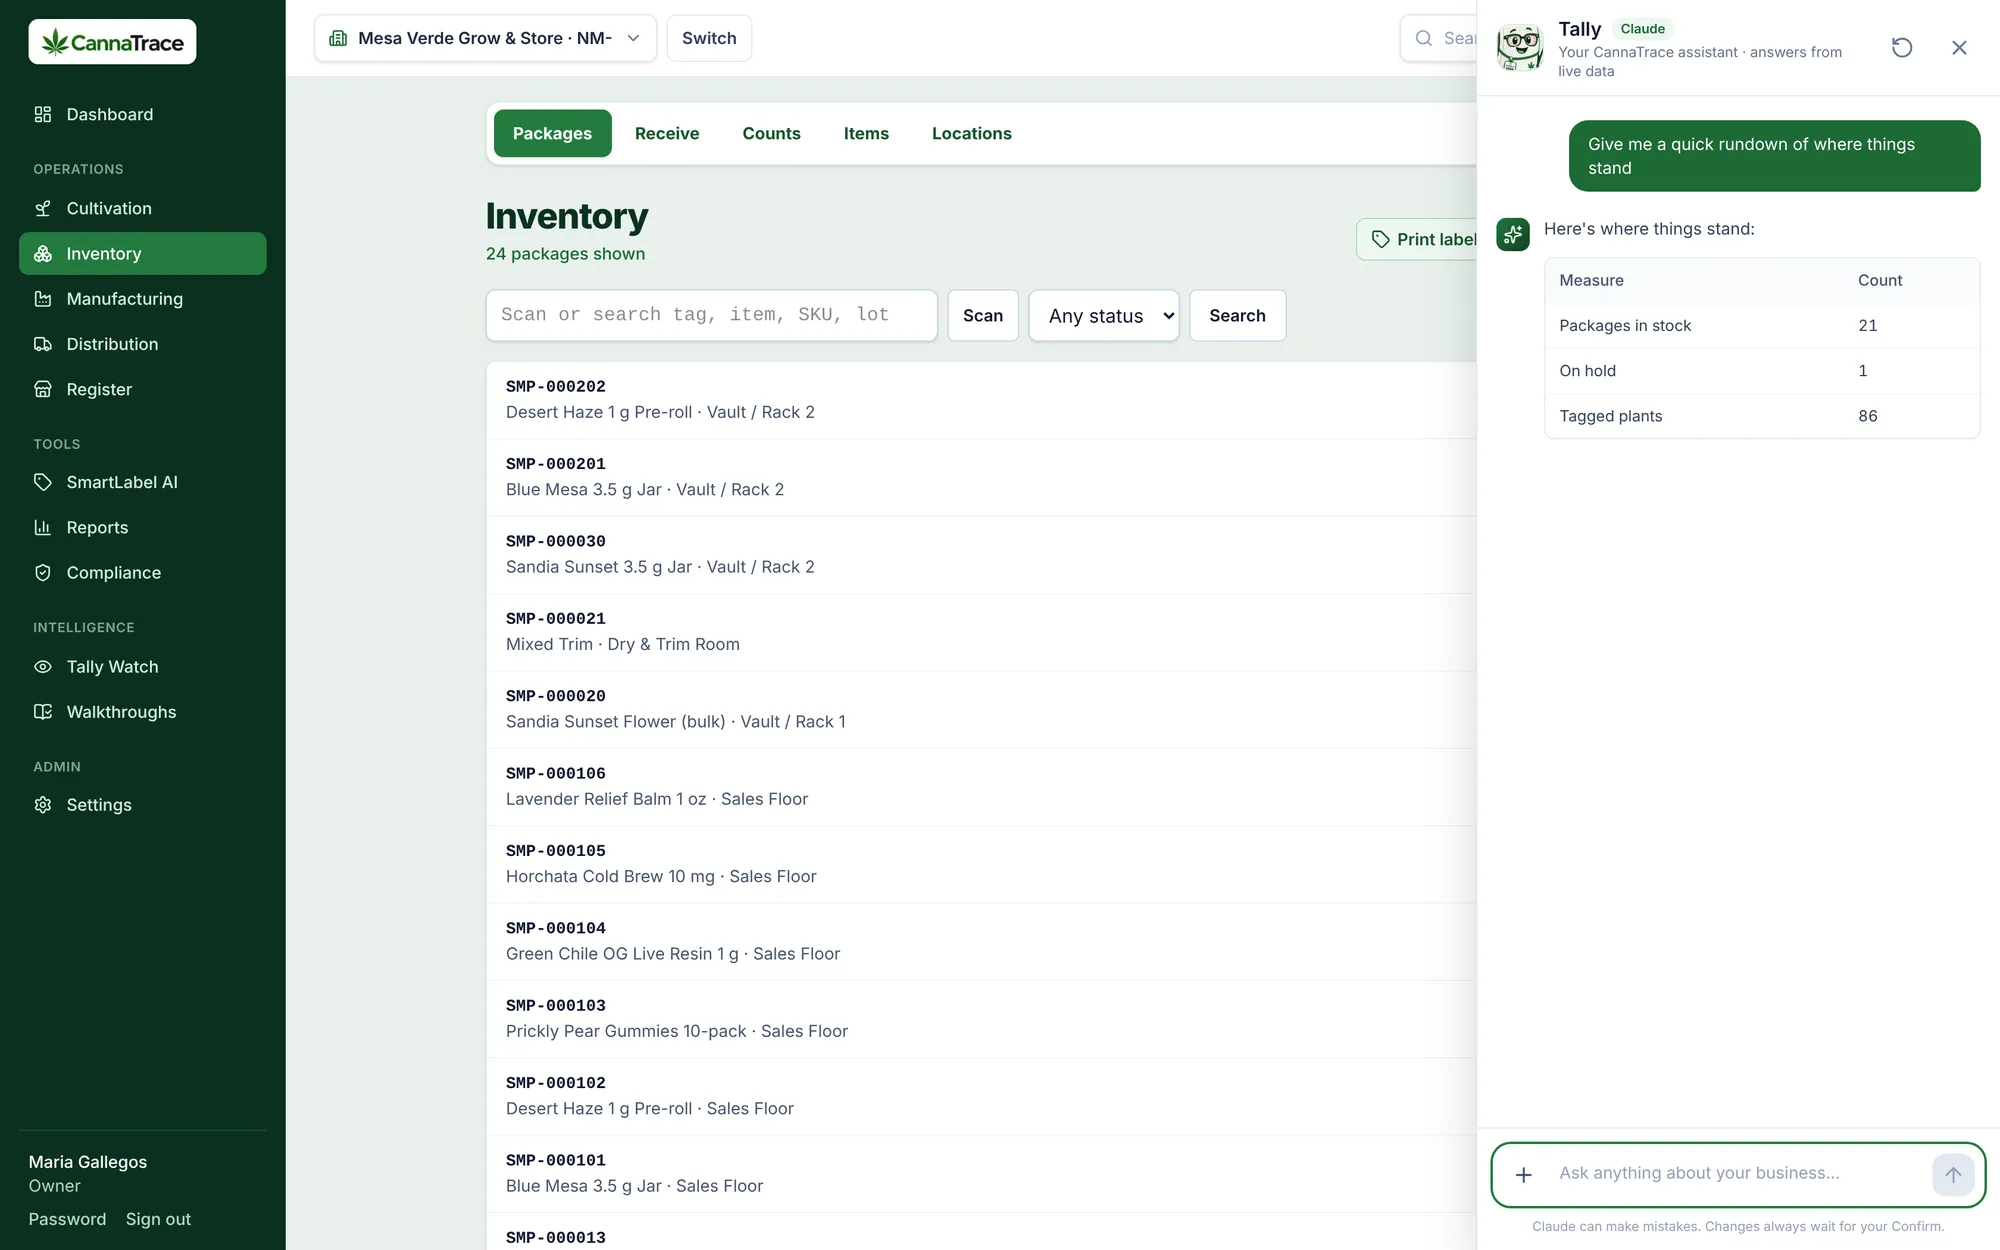 CannaTrace
Dashboard
OPERATIONS
Cultivation
Inventory
Manufacturing
Distribution
Register
TOOLS
SmartLabel AI
Reports
Compliance
INTELLIGENCE
Tally Watch
Walkthroughs
ADMIN
Settings
Maria Gallegos
Owner
Password Sign out
Mesa Verde Grow & Store · NM-
Switch
Packages Receive Counts Items Locations
Inventory
24 packages shown
Print label
Scan or search tag, item, SKU, lot
Scan
Any status
Search
SMP-000202
Desert Haze 1 g Pre-roll · Vault / Rack 2
SMP-000201
Blue Mesa 3.5 g Jar · Vault / Rack 2
SMP-000030
Sandia Sunset 3.5 g Jar · Vault / Rack 2
SMP-000021
Mixed Trim · Dry & Trim Room
SMP-000020
Sandia Sunset Flower (bulk) · Vault / Rack 1
SMP-000106
Lavender Relief Balm 1 oz · Sales Floor
SMP-000105
Horchata Cold Brew 10 mg · Sales Floor
SMP-000104
Green Chile OG Live Resin 1 g · Sales Floor
SMP-000103
Prickly Pear Gummies 10-pack · Sales Floor
SMP-000102
Desert Haze 1 g Pre-roll · Sales Floor
SMP-000101
Blue Mesa 3.5 g Jar · Sales Floor
SMP-000013
Tally Claude
Your CannaTrace assistant · answers from
live data
Give me a quick rundown of where things
stand
Here's where things stand:
Measure Count
Packages in stock 21
On hold 1
Tagged plants 86
Ask anything about your business...
Claude can make mistakes. Changes always wait for your Confirm.